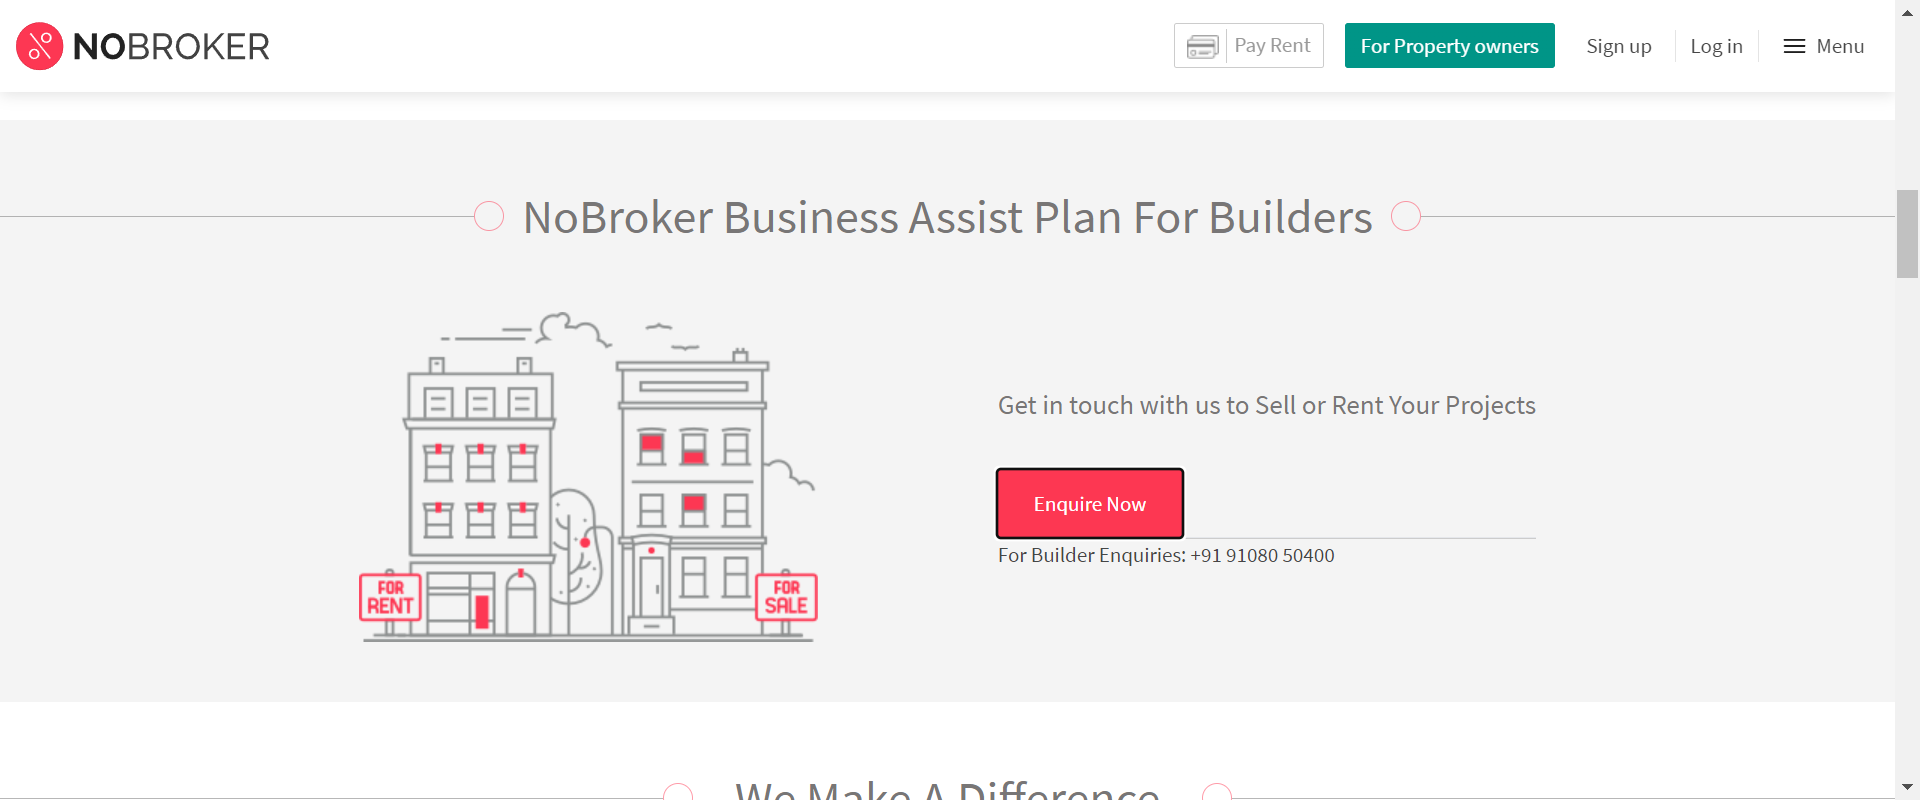 NOBROKER
Pay Rent
For Property owners
Sign up
Log in
Menu
NoBroker Business Assist Plan For Builders
Get in touch with us to Sell or Rent Your Projects
Enquire Now
For Builder Enquiries: +91 91080 50400
FOR
RENT
FOR
SALE
We Make A Difference